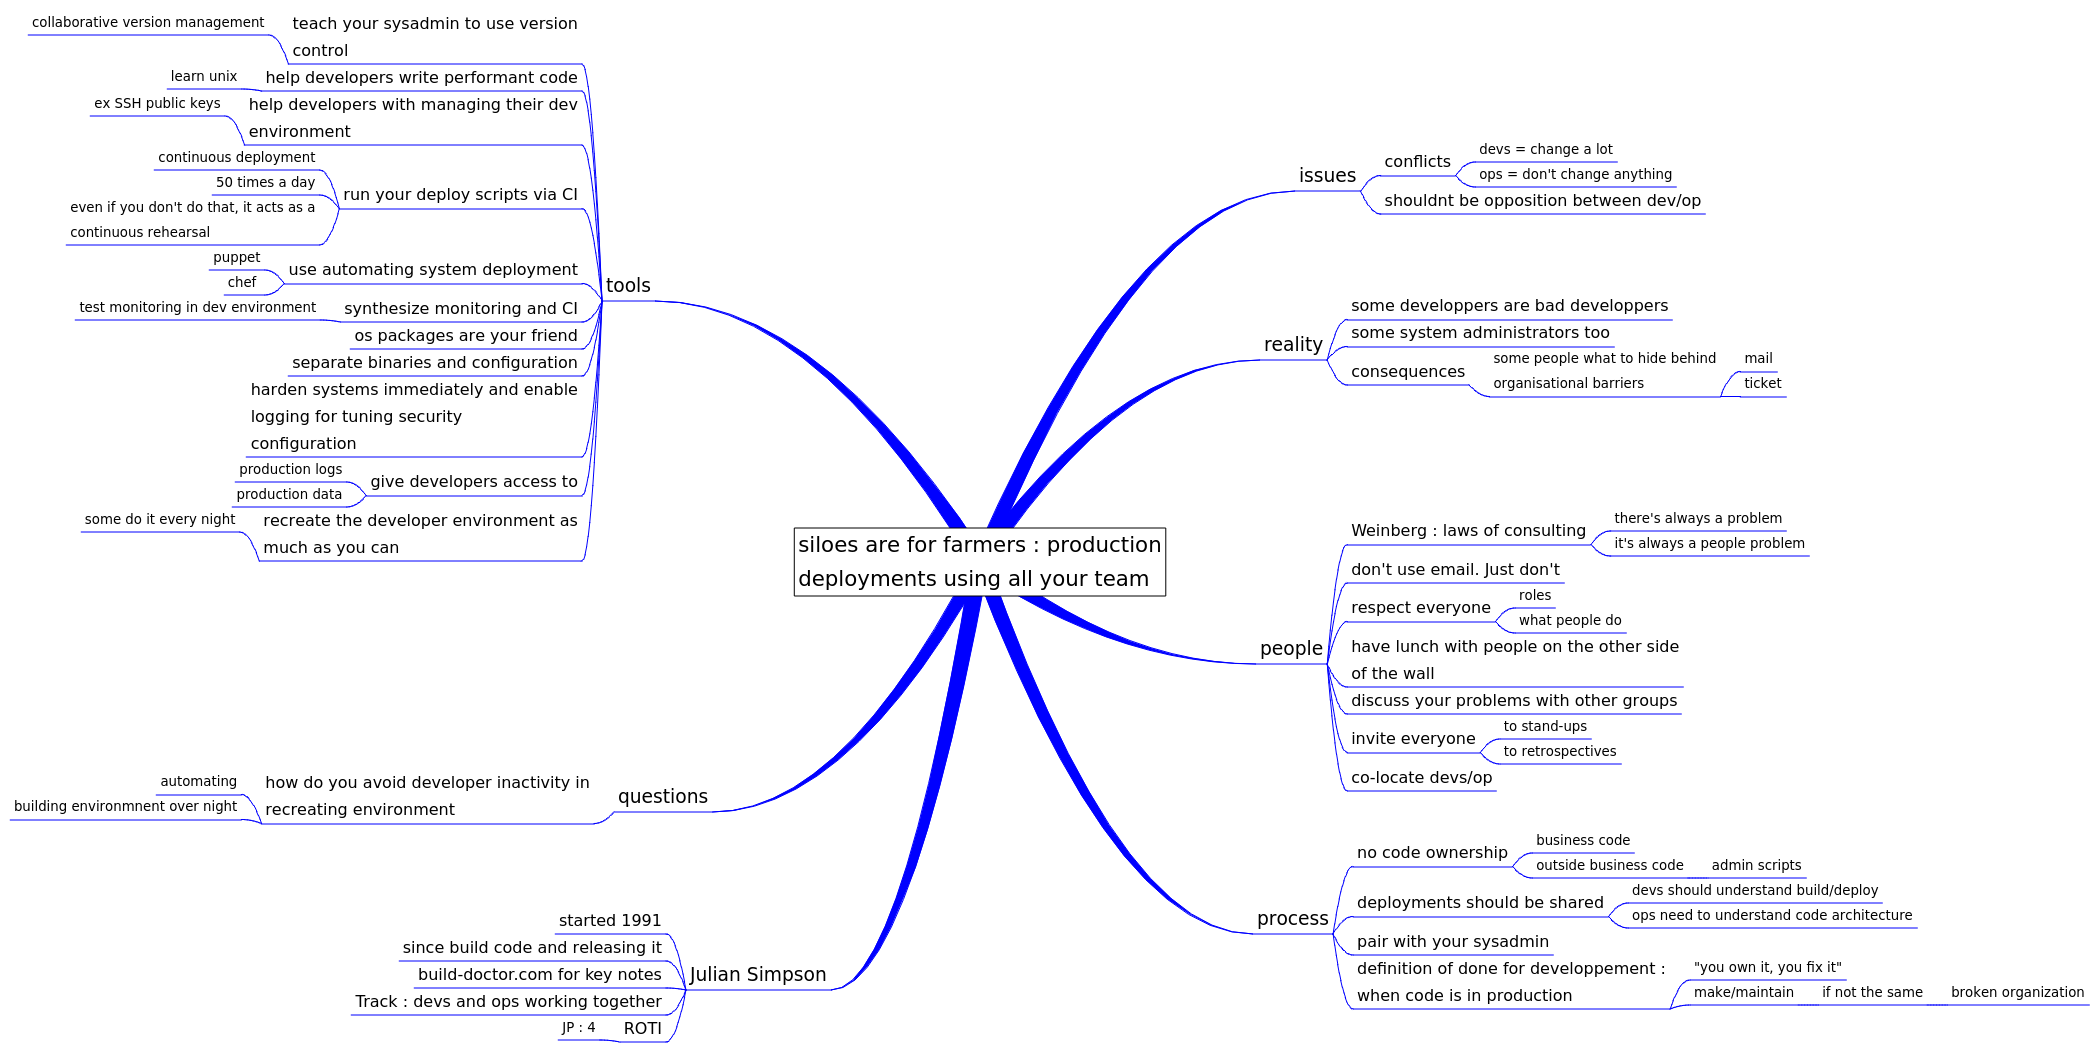 siloes are for farmers : production
deployments using all your team
tools
teach your sysadmin to use version
control
collaborative version management
help developers write performant code
learn unix
help developers with managing their dev
environment
ex SSH public keys
run your deploy scripts via CI
continuous deployment
50 times a day
even if you don't do that, it acts as a
continuous rehearsal
use automating system deployment
puppet
chef
synthesize monitoring and CI
test monitoring in dev environment
os packages are your friend
separate binaries and configuration
harden systems immediately and enable
logging for tuning security
configuration
give developers access to
production logs
production data
recreate the developer environment as
much as you can
some do it every night
questions
how do you avoid developer inactivity in
recreating environment
automating
building environmnent over night
Julian Simpson
started 1991
since build code and releasing it
build-doctor.com for key notes
Track : devs and ops working together
ROTI
JP : 4
issues
conflicts
devs = change a lot
ops = don't change anything
shouldnt be opposition between dev/op
reality
some developpers are bad developpers
some system administrators too
consequences
some people what to hide behind
organisational barriers
mail
ticket
people
Weinberg : laws of consulting
there's always a problem
it's always a people problem
don't use email. Just don't
respect everyone
roles
what people do
have lunch with people on the other side
of the wall
discuss your problems with other groups
invite everyone
to stand-ups
to retrospectives
co-locate devs/op
process
no code ownership
business code
outside business code
admin scripts
deployments should be shared
devs should understand build/deploy
ops need to understand code architecture
pair with your sysadmin
definition of done for developpement :
when code is in production
"you own it, you fix it"
make/maintain
if not the same
broken organization